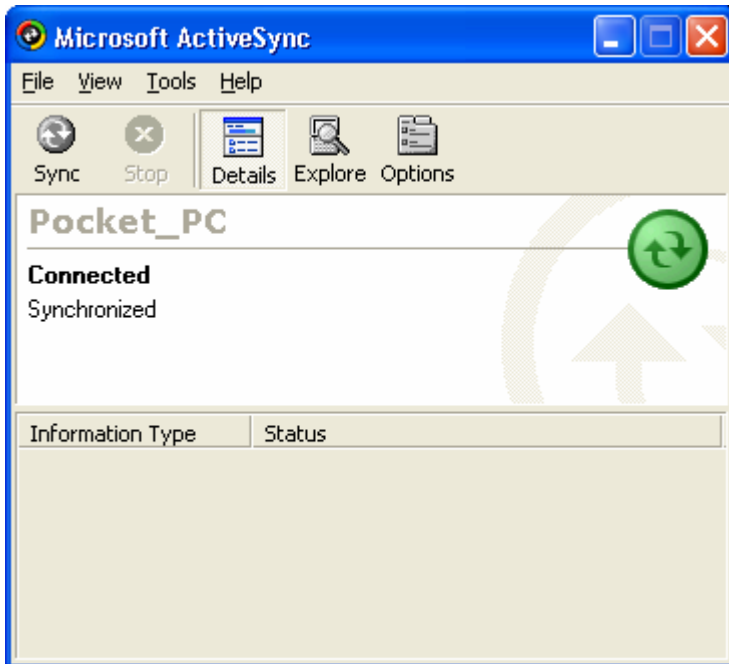 Microsoft ActiveSync
File View Tools Help
Sync Stop Details Explore Options
Pocket_PC
Connected
Synchronized
Information Type Status